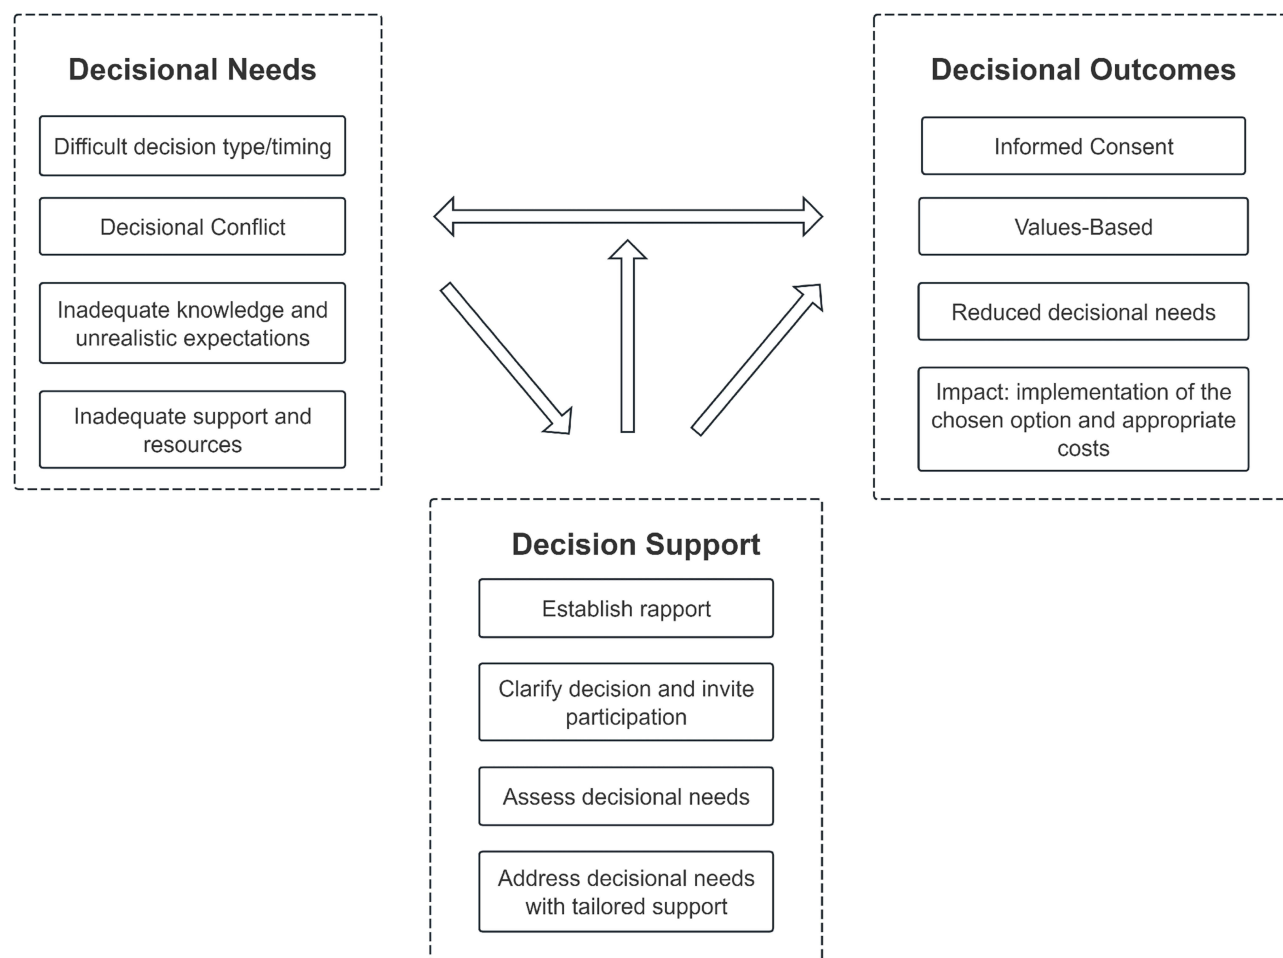 Decisional Needs
Difficult decision type/timing
Decisional Conflict
Inadequate knowledge and
unrealistic expectations
Inadequate support and
resources
Decisional Outcomes
Informed Consent
Values-Based
Reduced decisional needs
Impact: implementation of the
chosen option and appropriate
costs
Decision Support
Establish rapport
Clarify decision and invite
participation
Assess decisional needs
Address decisional needs
with tailored support